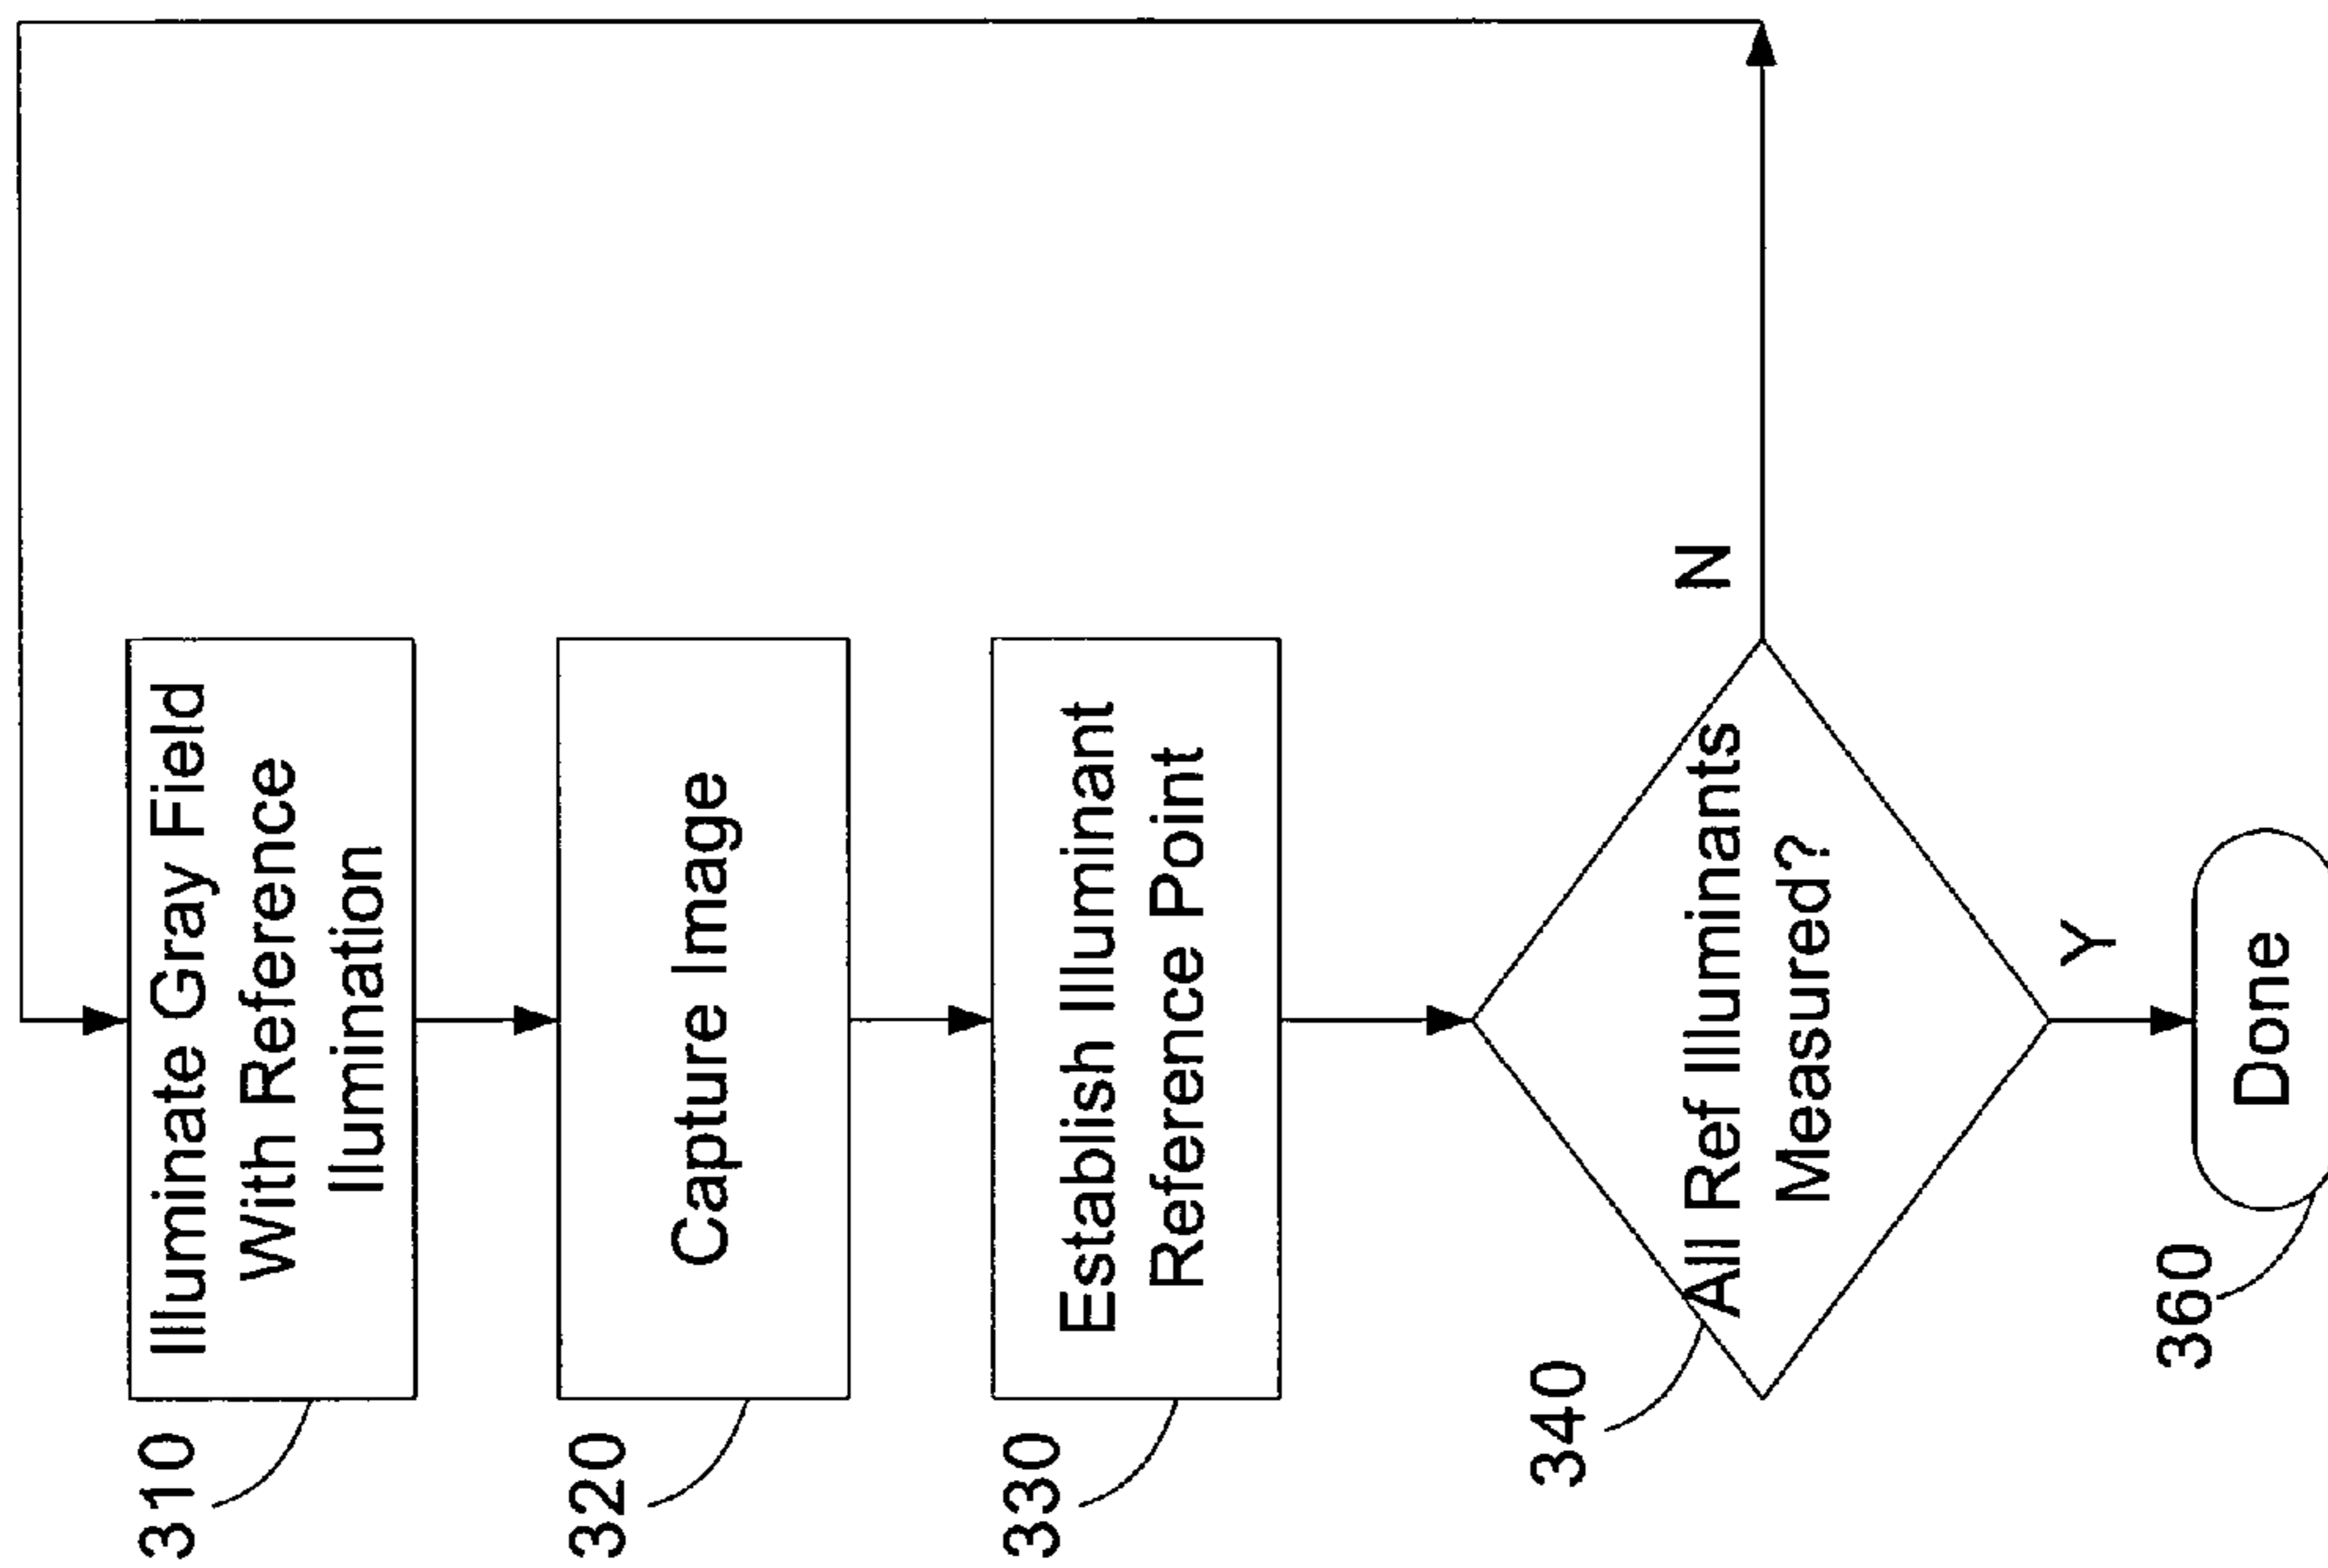 310
Illuminate Gray Field
With Reference
Ilumination
320
Capture Image
330
Establish Illuminant
Reference Point
340
All Ref Illuminants
Measured?
N
Y
360
Done